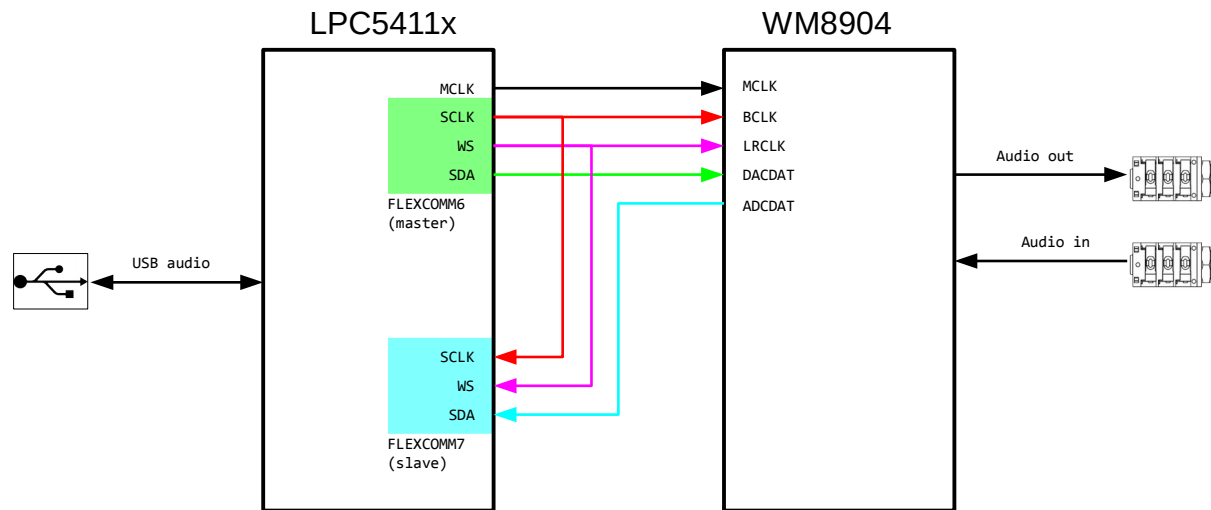 LPC5411x
WM8904
MCLK
SCLK
WS
SDA
FLEXCOMM6
(master)
MCLK
BCLK
LRCLK
DACDAT
ADCDAT
Audio out
Audio in
USB audio
SCLK
WS
SDA
FLEXCOMM7
(slave)